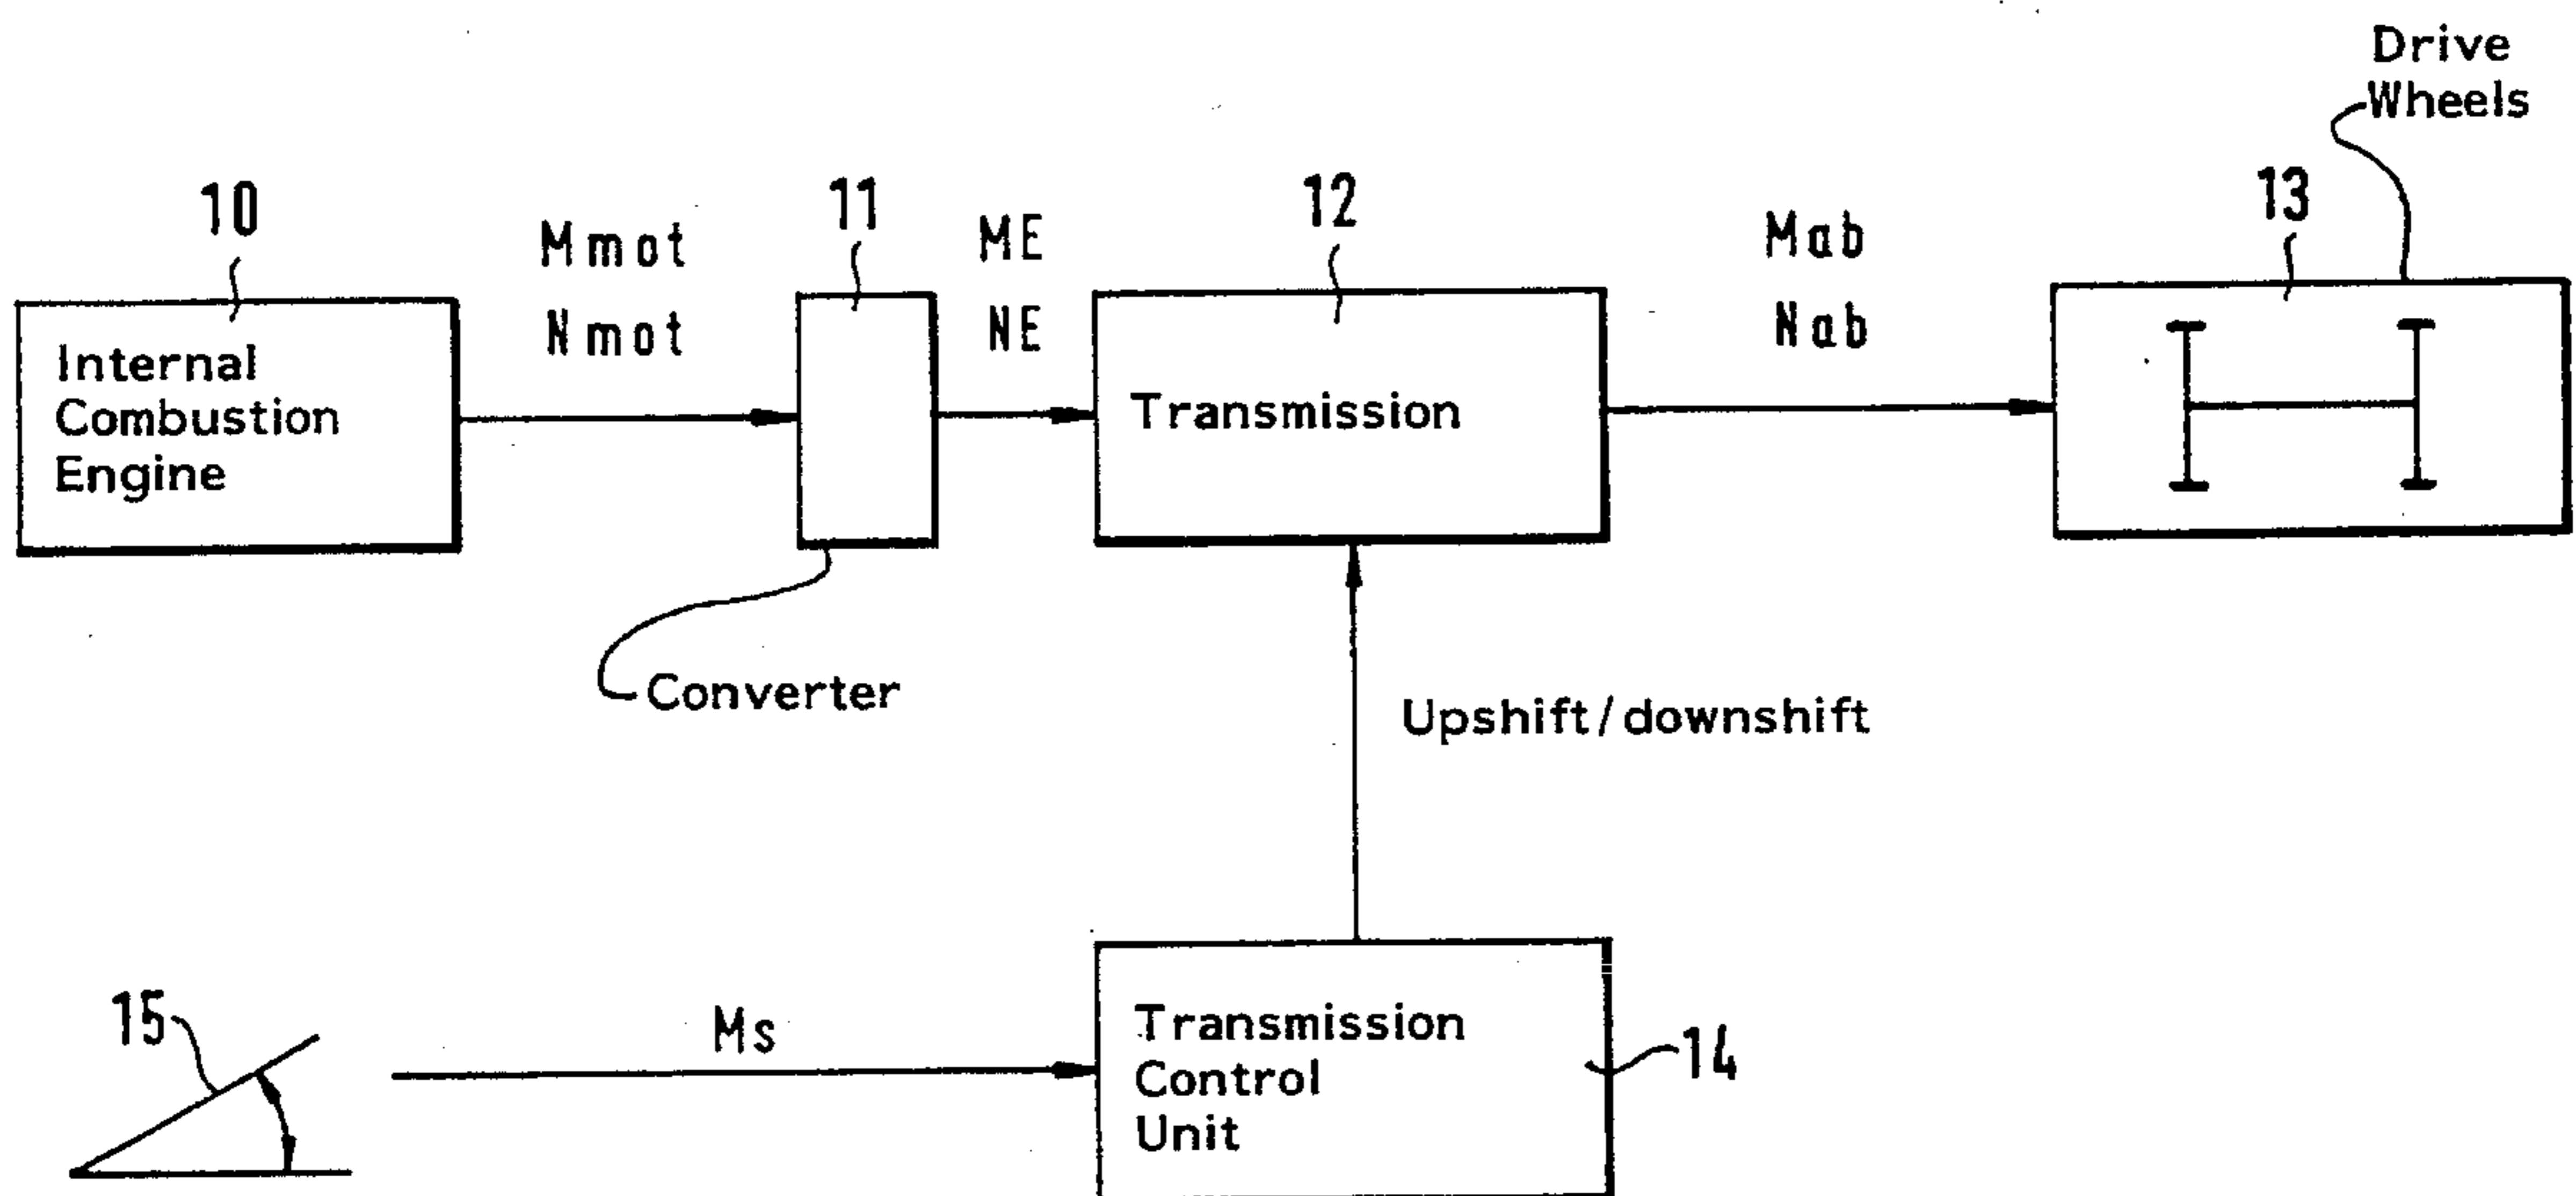 Drive
Wheels
10
11
12
13
Mmot
Nmot
ME
NE
Mab
Nab
Internal
Combustion
Engine
Transmission
Converter
Upshift/downshift
15
Ms
Transmission
Control
Unit
14